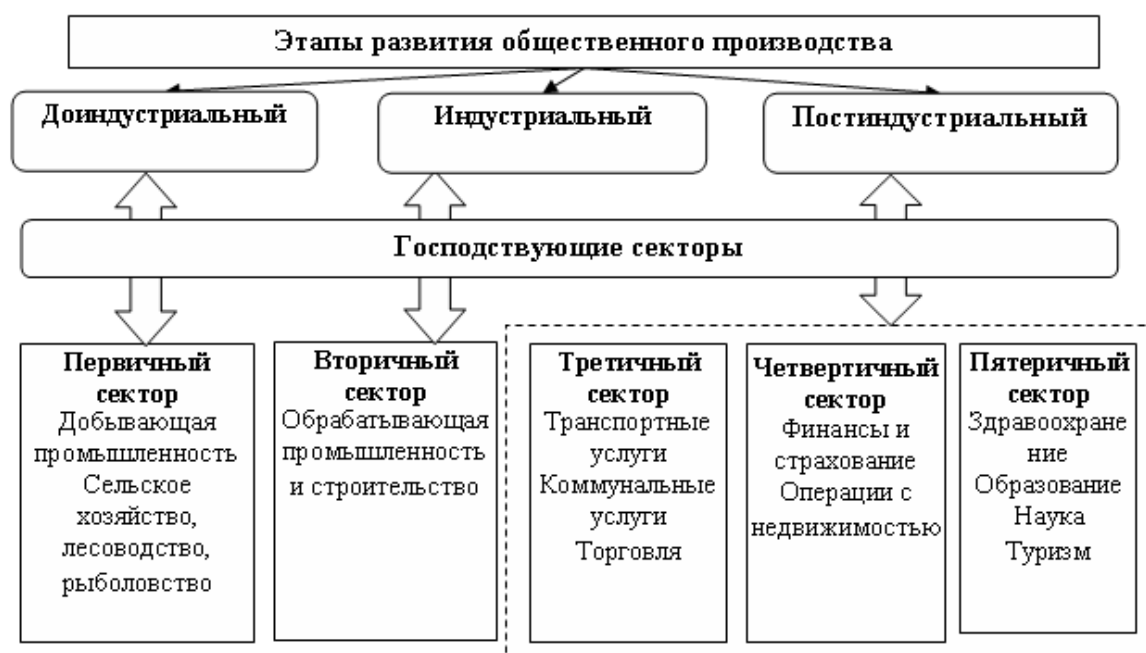 Этапы развития общественного производства
Доиндустриальный
Индустриальный
Постиндустриальный
Господствующие секторы
Первичный
сектор
Добывающая
промышленность
Сельское
хозяйство,
лесоводство,
рыболовство
Вторичный
сектор
Обрабатывающая
промышленность
и строительство
Третичный
сектор
Транспортные
услуги
Коммунальные
услуги
Торговля
Четвертичный
сектор
Финансы и
страхование
Операции с
недвижимостью
Пятеричный
сектор
Здравоохране
ние
Образование
Наука
Туризм